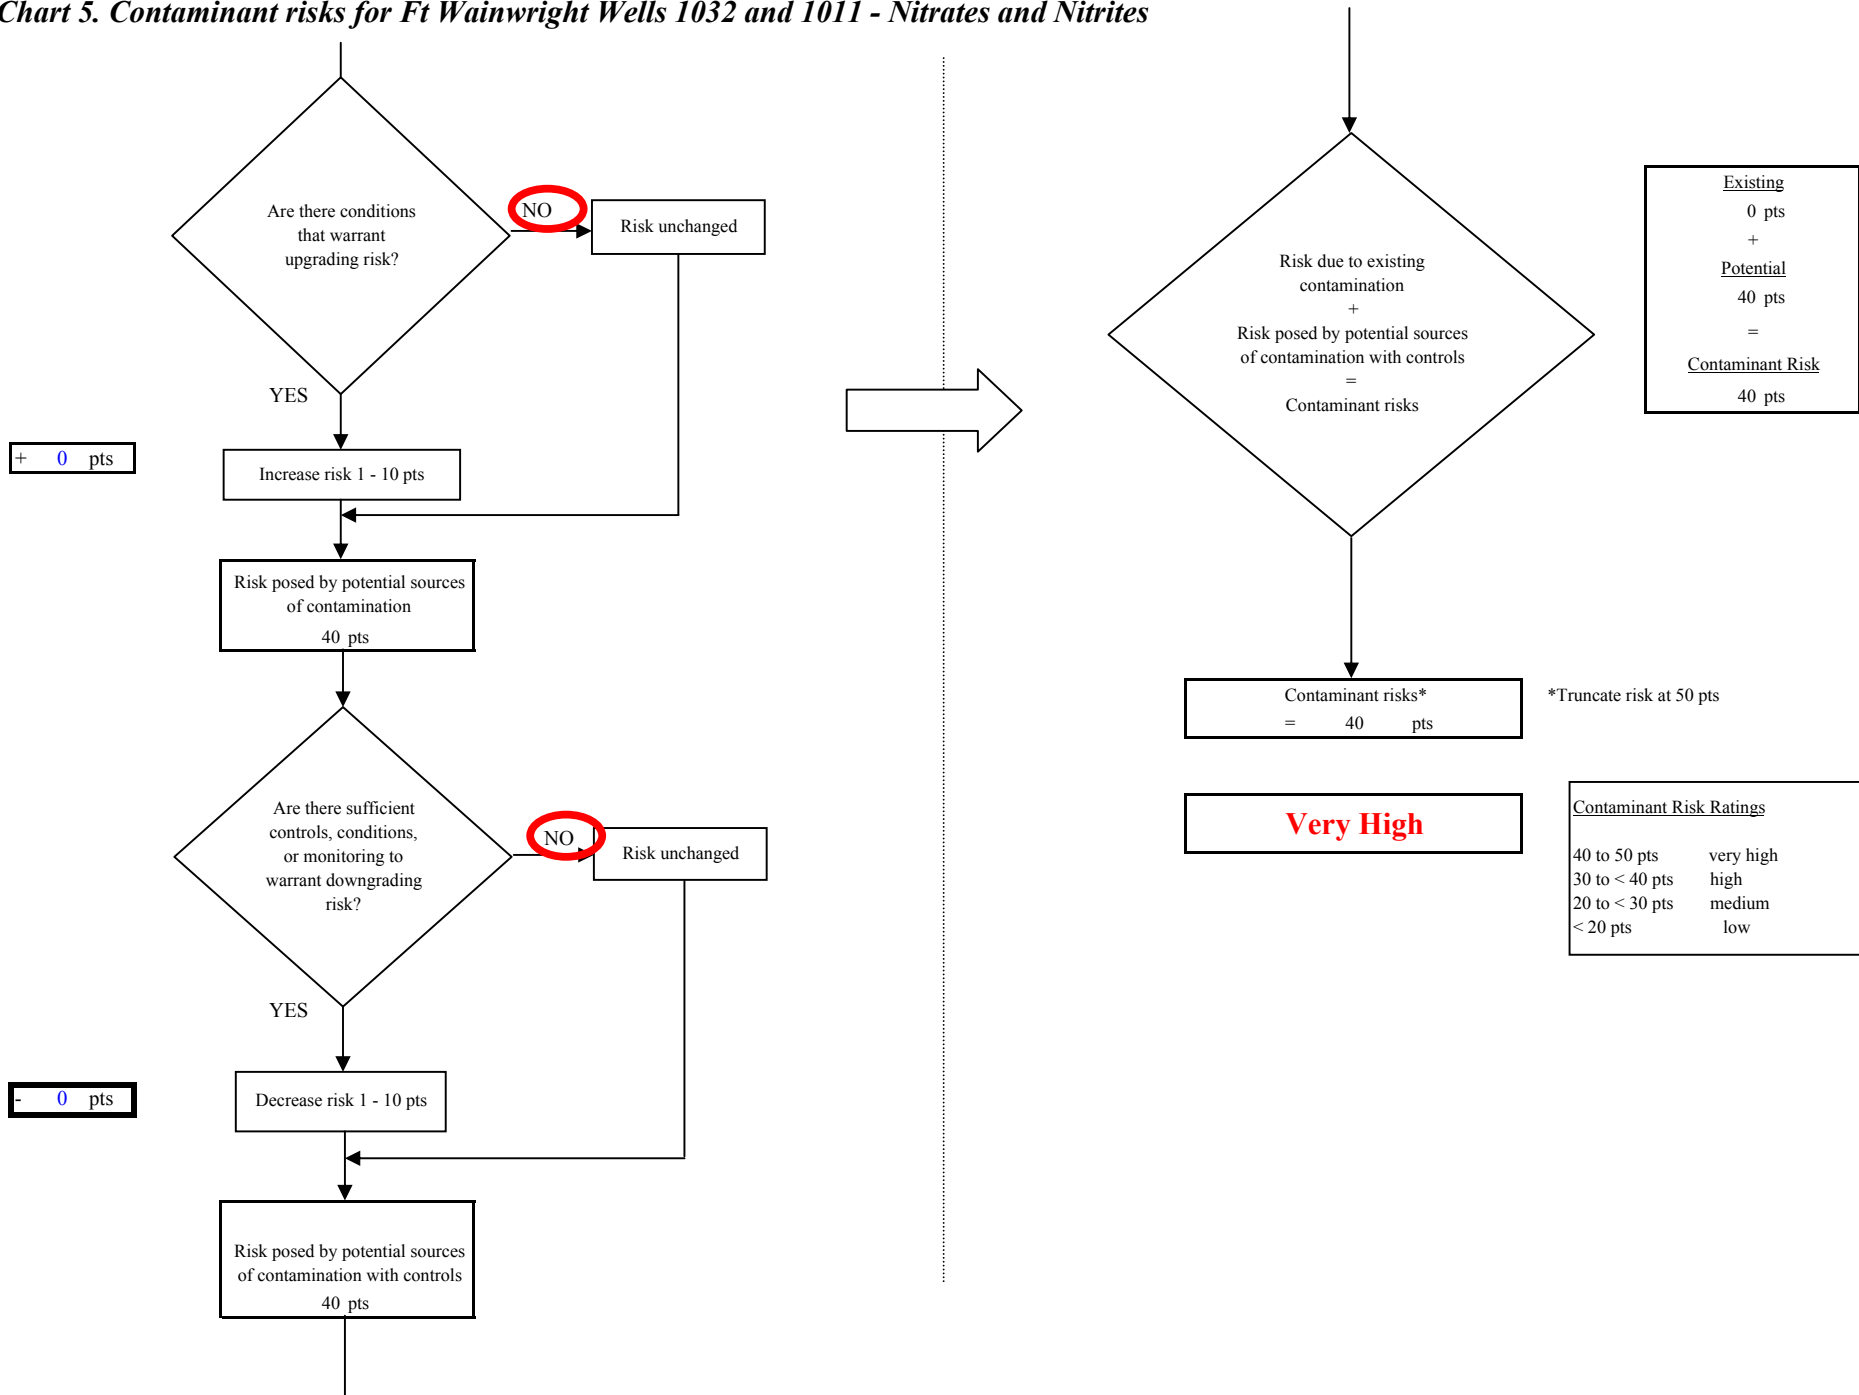 Chart 5. Contaminant risks for Ft Wainwright Wells 1032 and 1011 - Nitrates and Nitrites
Are there conditions
that warrant
upgrading risk?
NO
Risk unchanged
YES
+ 0 pts
Increase risk 1 - 10 pts
Risk posed by potential sources
of contamination
40 pts
Are there sufficient
controls, conditions,
or monitoring to
warrant downgrading
risk?
NO
Risk unchanged
YES
- 0 pts
Decrease risk 1 - 10 pts
Risk posed by potential sources
of contamination with controls
40 pts
Risk due to existing
contamination
+
Risk posed by potential sources
of contamination with controls
=
Contaminant risks
Existing
0 pts
+
Potential
40 pts
=
Contaminant Risk
40 pts
Contaminant risks*
= 40 pts
*Truncate risk at 50 pts
Very High
Contaminant Risk Ratings
40 to 50 pts very high
30 to < 40 pts high
20 to < 30 pts medium
< 20 pts low